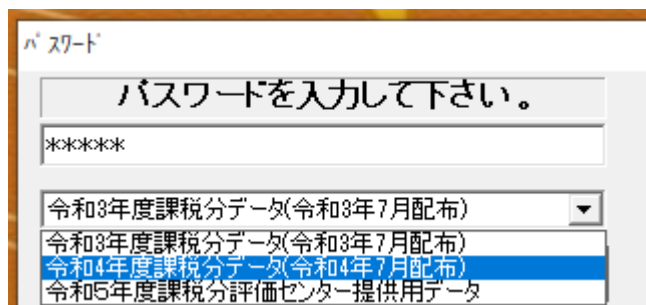 パスワード
パスワードを入力して下さい。
*****
令和3年度課税分データ(令和3年7月配布)
令和3年度課税分データ(令和3年7月配布)
令和4年度課税分データ(令和4年7月配布)
令和5年度課税分評価センター提供用データ